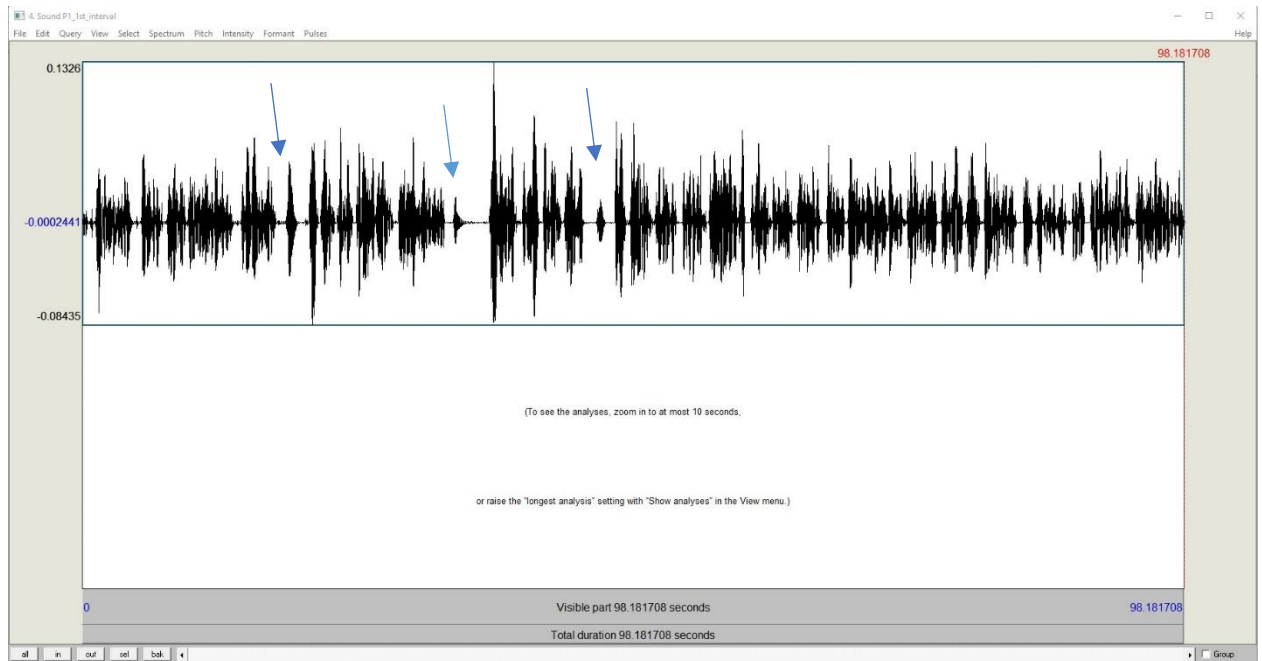 4. Sound P1_1st_interval
File Edit Query View Select Spectrum Pitch Intensity Formant Pulses Help
98.181708
0.1326
-0.0002441
-0.08435
(To see the analyses, zoom in to at most 10 seconds,
or raise the "longest analysis" setting with "Show analyses" in the View menu.)
0 Visible part 98.181708 seconds 98.181708
Total duration 98.181708 seconds
all in out sel bak Group